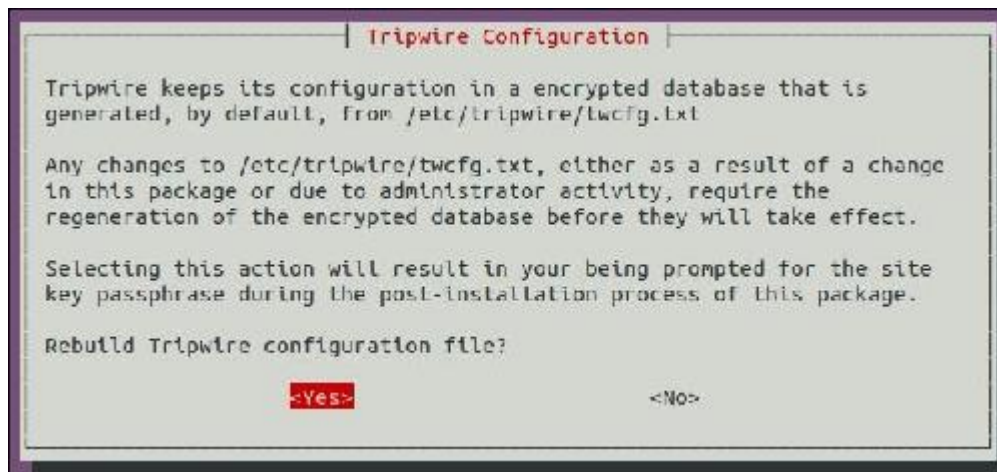 Tripwire Configuration
Tripwire keeps its configuration in a encrypted database that is
generated, by default, from /etc/tripwire/twcfg.txt
Any changes to /etc/tripwire/twcfg.txt, either as a result of a change
in this package or due to administrator activity, require the
regeneration of the encrypted database before they will take effect.
Selecting this action will result in your being prompted for the site
key passphrase during the post-installation process of this package.
Rebuild Tripwire configuration file?
<Yes> <No>